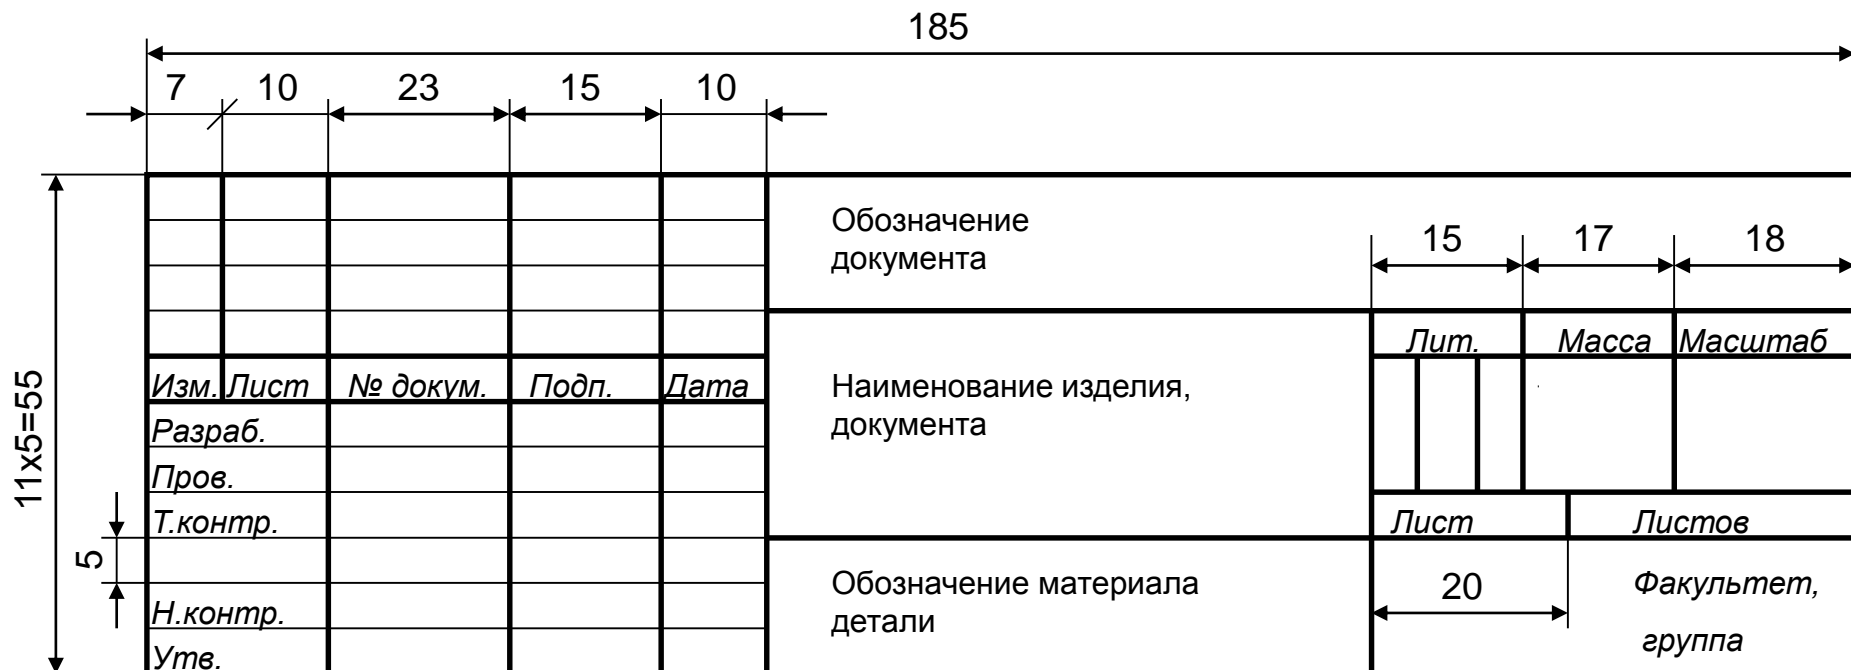 185
7 10 23 15 10
Обозначение
документа
15 17 18
Лит. Масса Масштаб
Изм. Лист № докум. Подп. Дата
Наименование изделия,
документа
11х5=55
Разраб.
Пров.
Т.контр.
Лист Листов
5
Обозначение материала
детали
20
Факультет,
группа
Н.контр.
Утв.